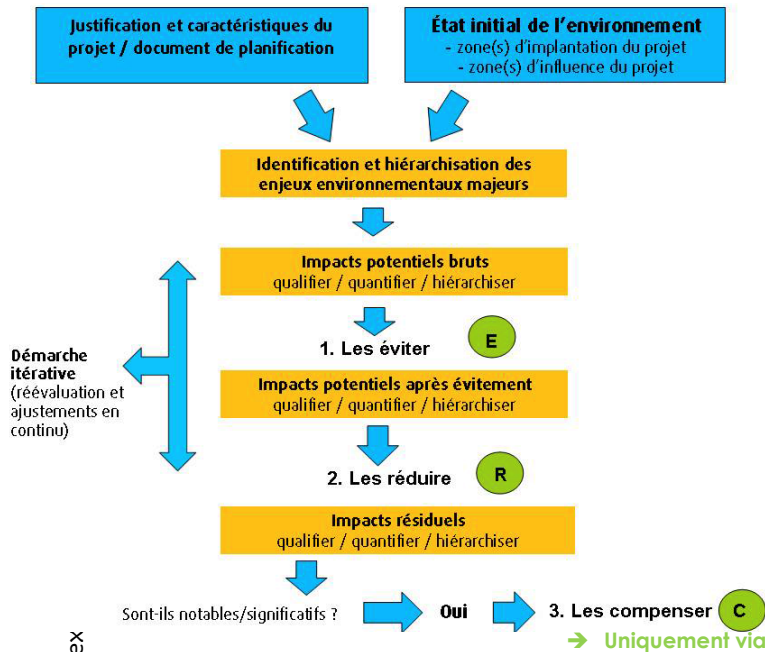 Justification et caractéristiques du
projet / document de planification
État initial de l'environnement
- zone(s) d'implantation du projet
- zone(s) d'influence du projet
Identification et hiérarchisation des
enjeux environnementaux majeurs
Impacts potentiels bruts
qualifier / quantifier / hiérarchiser
1. Les éviter
E
Démarche
itérative
(réévaluation et
ajustements en
continu)
Impacts potentiels après évitement
qualifier / quantifier / hiérarchiser
2. Les réduire
R
Impacts résiduels
qualifier / quantifier / hiérarchiser
Sont-ils notables/significatifs ?
Oui
3. Les compenser
C
➔ Uniquement via
xe